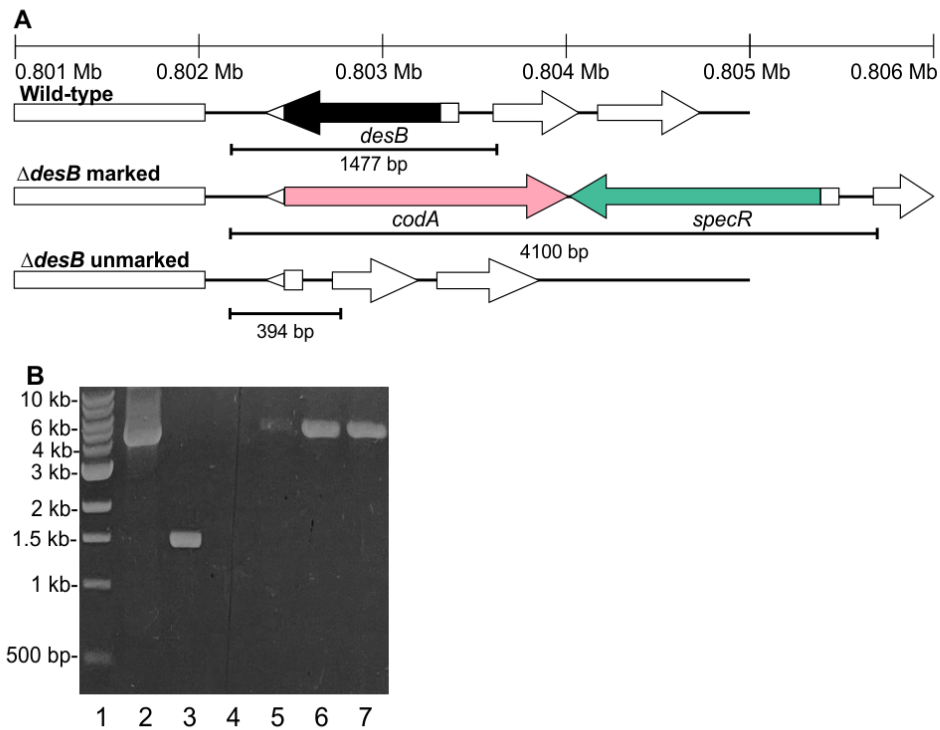 A
0.801 Mb 0.802 Mb 0.803 Mb 0.804 Mb 0.805 Mb 0.806 Mb
Wild-type
desB
1477 bp
ΔdesB marked
codA specR
4100 bp
ΔdesB unmarked
394 bp
B
10 kb-
6 kb-
4 kb-
3 kb-
2 kb-
1.5 kb-
1 kb-
500 bp-
1 2 3 4 5 6 7